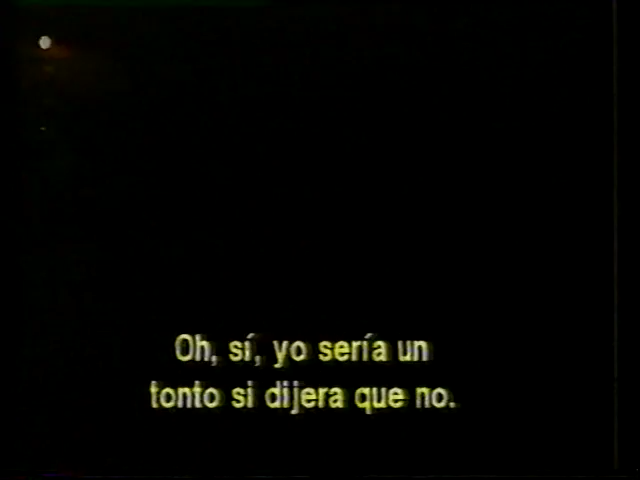 Oh, sí, yo sería un
tonto si dijera que no.